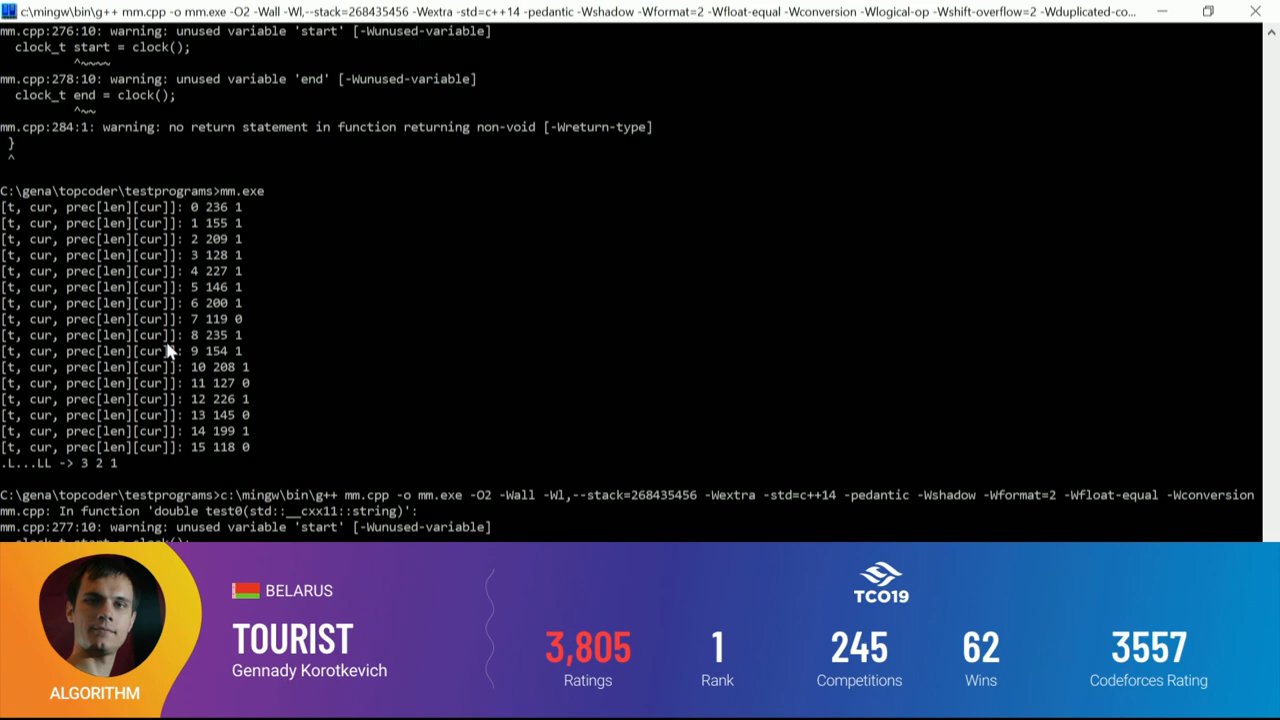 c:\mingw\bin\g++ mm.cpp -o mm.exe -O2 -Wall -Wl,--stack=268435456 -Wextra -std=c++14 -pedantic -Wshadow -Wformat=2 -Wfloat-equal -Wconversion -Wlogical-op -Wshift-overflow=2 -Wduplicated-co...
mm.cpp:276:10: warning: unused variable 'start' [-Wunused-variable]
clock_t start = clock();
^~~~~
mm.cpp:278:10: warning: unused variable 'end' [-Wunused-variable]
clock_t end = clock();
^~~
mm.cpp:284:1: warning: no return statement in function returning non-void [-Wreturn-type]
}
^
C:\gena\topcoder\testprograms>mm.exe
[t, cur, prec[len][cur]]: 0 236 1
[t, cur, prec[len][cur]]: 1 155 1
[t, cur, prec[len][cur]]: 2 209 1
[t, cur, prec[len][cur]]: 3 128 1
[t, cur, prec[len][cur]]: 4 227 1
[t, cur, prec[len][cur]]: 5 146 1
[t, cur, prec[len][cur]]: 6 200 1
[t, cur, prec[len][cur]]: 7 119 0
[t, cur, prec[len][cur]]: 8 235 1
[t, cur, prec[len][cur]]: 9 154 1
[t, cur, prec[len][cur]]: 10 208 1
[t, cur, prec[len][cur]]: 11 127 0
[t, cur, prec[len][cur]]: 12 226 1
[t, cur, prec[len][cur]]: 13 145 0
[t, cur, prec[len][cur]]: 14 199 1
[t, cur, prec[len][cur]]: 15 118 0
.L...LL -> 3 2 1
C:\gena\topcoder\testprograms>c:\mingw\bin\g++ mm.cpp -o mm.exe -O2 -Wall -Wl,--stack=268435456 -Wextra -std=c++14 -pedantic -Wshadow -Wformat=2 -Wfloat-equal -Wconversion
mm.cpp: In function 'double test0(std::__cxx11::string)':
mm.cpp:277:10: warning: unused variable 'start' [-Wunused-variable]
clock_t start = clock();
BELARUS
TOURIST
Gennady Korotkevich
ALGORITHM
3,805
Ratings
1
Rank
TCO19
245
Competitions
62
Wins
3557
Codeforces Rating